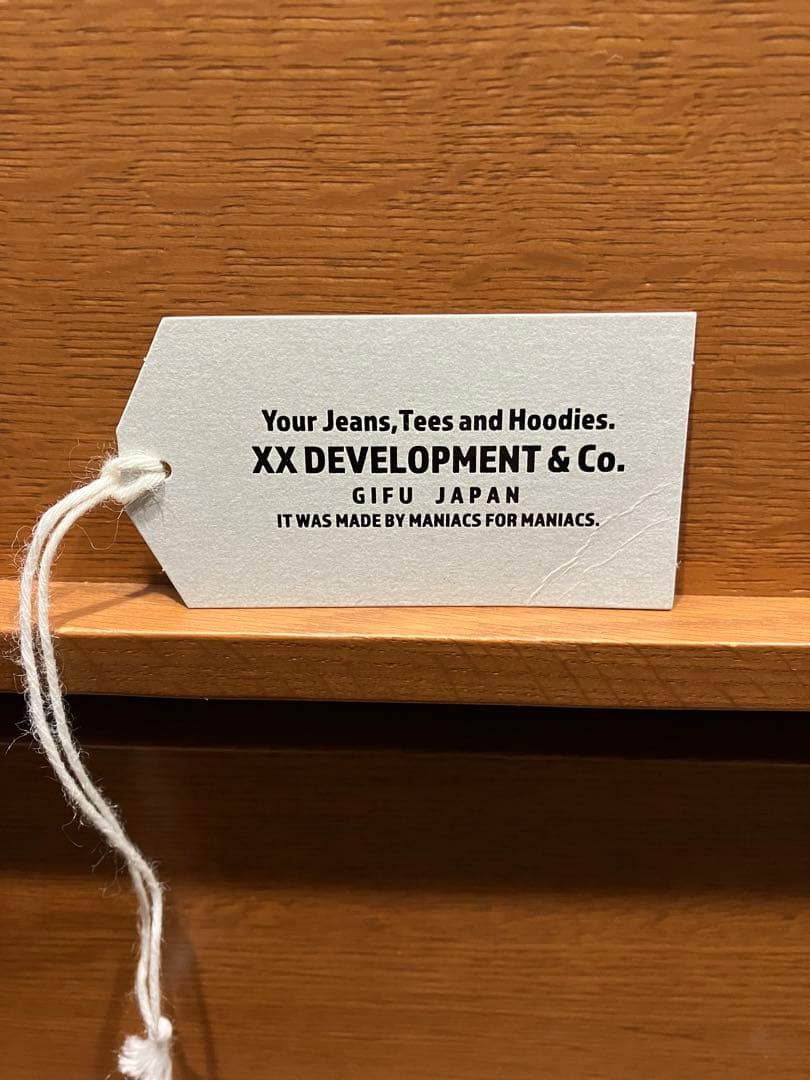 Your Jeans,Tees and Hoodies.
XX DEVELOPMENT & Co.
GIFU JAPAN
IT WAS MADE BY MANIACS FOR MANIACS.